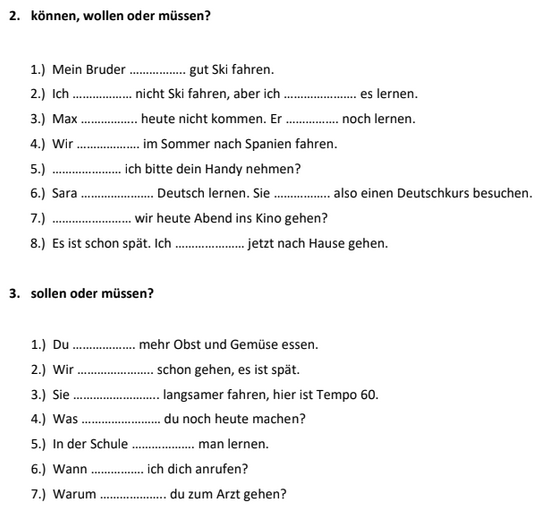 2. können, wollen oder müssen?
1.) Mein Bruder ................ gut Ski fahren.
2.) Ich ................. nicht Ski fahren, aber ich ..................... es lernen.
3.) Max ................ heute nicht kommen. Er ............... noch lernen.
4.) Wir .................. im Sommer nach Spanien fahren.
5.) .................... ich bitte dein Handy nehmen?
6.) Sara ..................... Deutsch lernen. Sie ................ also einen Deutschkurs besuchen.
7.) ....................... wir heute Abend ins Kino gehen?
8.) Es ist schon spät. Ich .................... jetzt nach Hause gehen.
3. sollen oder müssen?
1.) Du .................. mehr Obst und Gemüse essen.
2.) Wir ...................... schon gehen, es ist spät.
3.) Sie ......................... langsamer fahren, hier ist Tempo 60.
4.) Was ....................... du noch heute machen?
5.) In der Schule .................. man lernen.
6.) Wann ............... ich dich anrufen?
7.) Warum ................... du zum Arzt gehen?